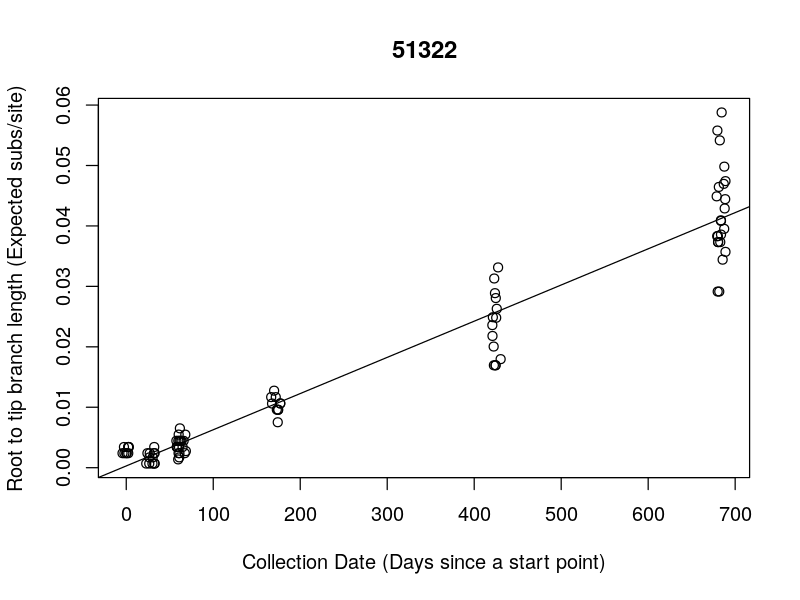 51322
Root to tip branch length (Expected subs/site)
0.06
0.05
0.04
0.03
0.02
0.01
0.00
0 100 200 300 400 500 600 700
Collection Date (Days since a start point)